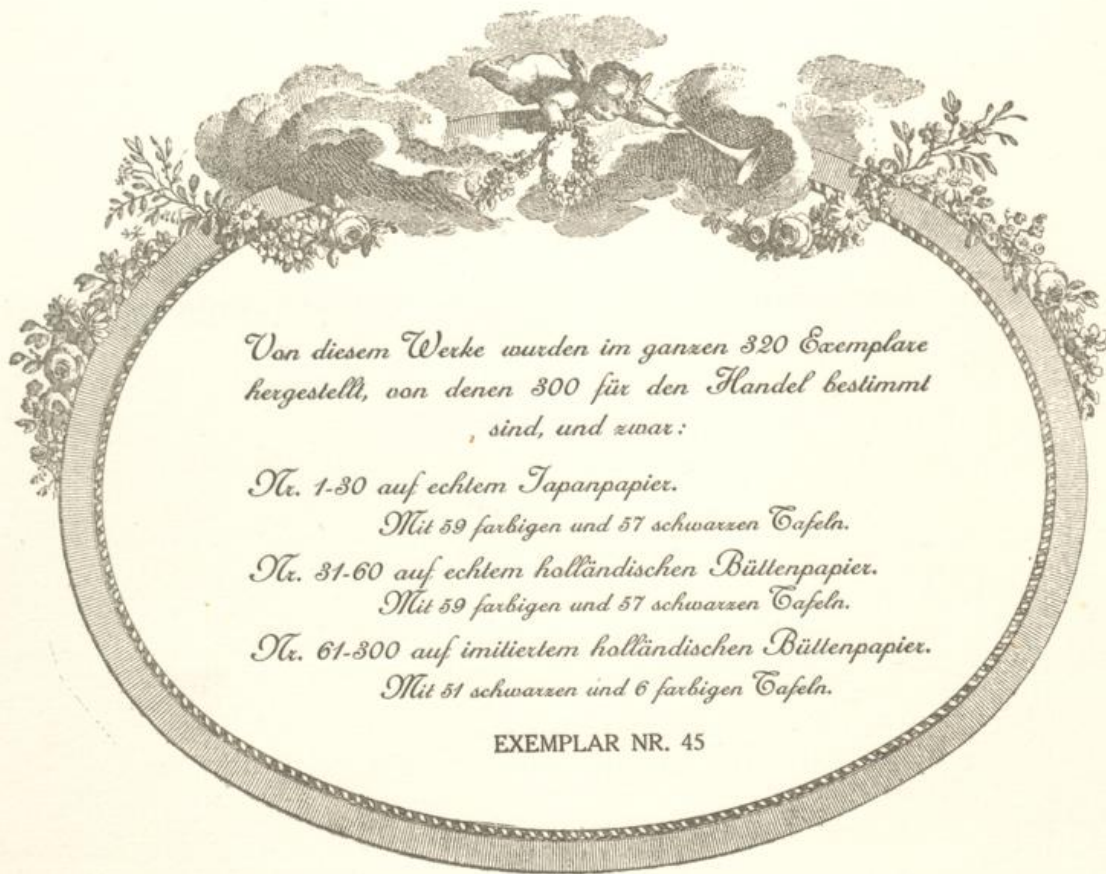 Von diesem Werke wurden im ganzen 320 Exemplare
hergestellt, von denen 300 für den Handel bestimmt
sind, und zwar:
Nr. 1-30 auf echtem Japanpapier.
Mit 59 farbigen und 57 schwarzen Tafeln.
Nr. 31-60 auf echtem holländischen Büttenpapier.
Mit 59 farbigen und 57 schwarzen Tafeln.
Nr. 61-300 auf imitiertem holländischen Büttenpapier.
Mit 51 schwarzen und 6 farbigen Tafeln.
EXEMPLAR NR. 45